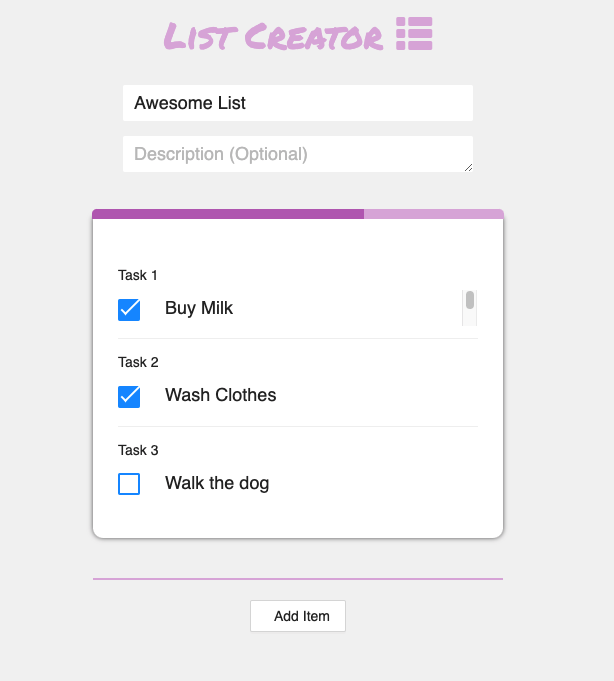 List Creator
Awesome List
Description (Optional)
Task 1
Buy Milk
Task 2
Wash Clothes
Task 3
Walk the dog
Add Item